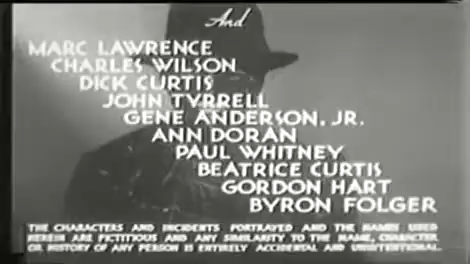 And
MARC LAWRENCE
CHARLES WILSON
DICK CURTIS
JOHN TYRRELL
GENE ANDERSON, JR.
ANN DORAN
PAUL WHITNEY
BEATRICE CURTIS
GORDON HART
BYRON FOLGER
THE CHARACTERS AND INCIDENTS PORTRAYED AND THE NAMES USED
HEREIN ARE FICTITIOUS AND ANY SIMILARITY TO THE NAME, CHARACTER
OR HISTORY OF ANY PERSON IS ENTIRELY ACCIDENTAL AND UNINTENTIONAL.